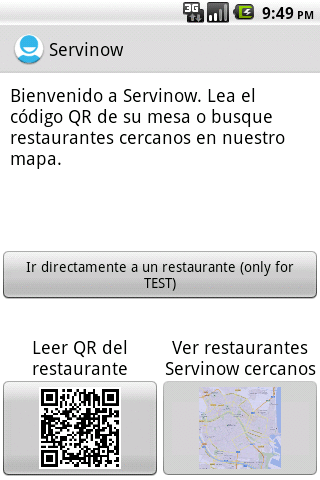 3G 9:49 PM
Servinow
Bienvenido a Servinow. Lea el
código QR de su mesa o busque
restaurantes cercanos en nuestro
mapa.
Ir directamente a un restaurante (only for
TEST)
Leer QR del
restaurante
Ver restaurantes
Servinow cercanos